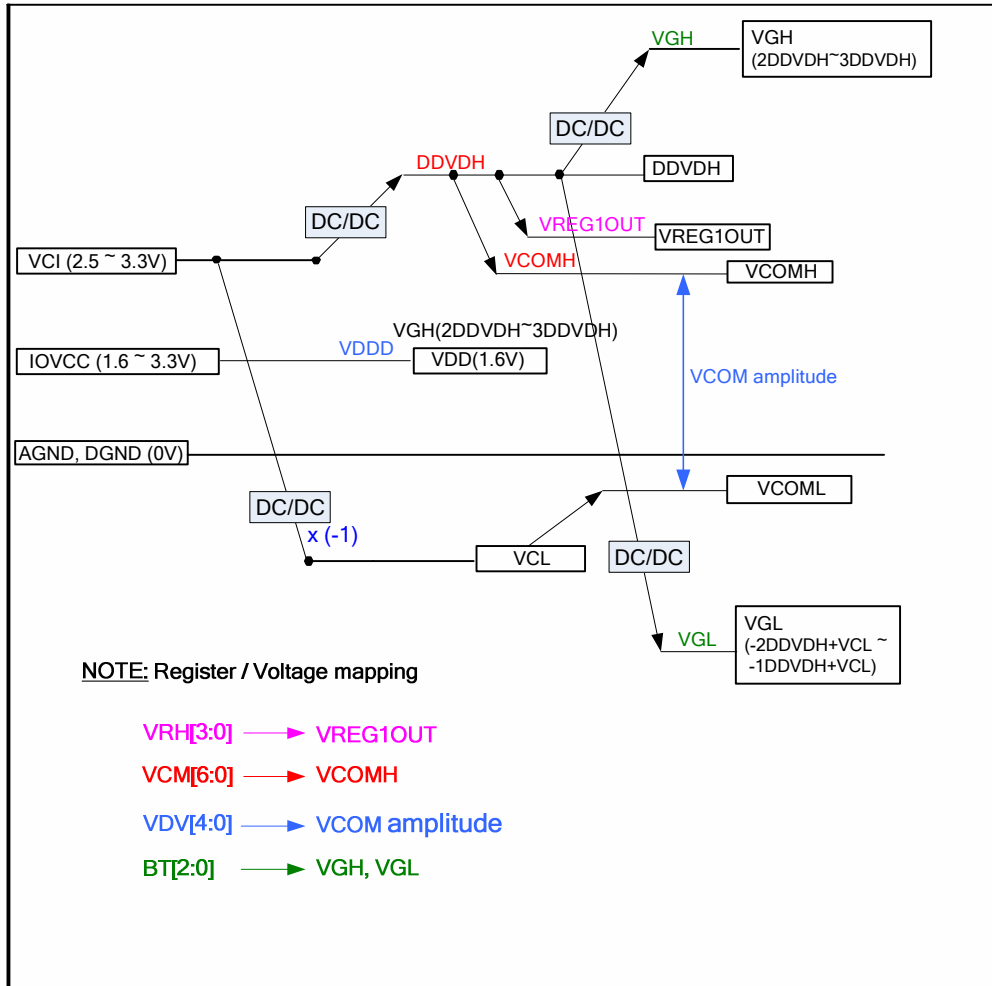 VGH
VGH
(2DDVDH~3DDVDH)
DC/DC
DDVDH
DDVDH
DC/DC
VREG1OUT
VREG1OUT
VCI (2.5 ~ 3.3V)
VCOMH
VCOMH
VGH(2DDVDH~3DDVDH)
IOVCC (1.6 ~ 3.3V)
VDDD
VDD(1.6V)
VCOM amplitude
AGND, DGND (0V)
VCOML
DC/DC
x (-1)
VCL
DC/DC
VGL
VGL
(-2DDVDH+VCL ~
-1DDVDH+VCL)
NOTE: Register / Voltage mapping
VRH[3:0] VREG1OUT
VCM[6:0] VCOMH
VDV[4:0] VCOM amplitude
BT[2:0] VGH, VGL